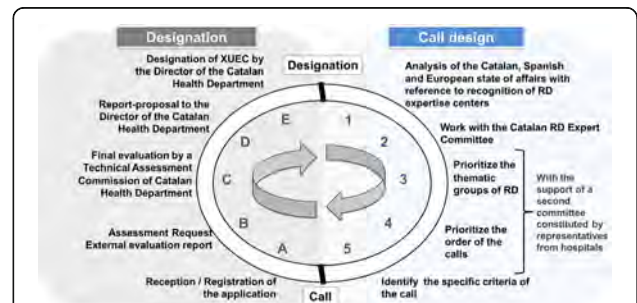 Designation
Call design
Designation of XUEC by
the Director of the Catalan
Health Department
Designation
Analysis of the Catalan, Spanish
and European state of affairs with
reference to recognition of RD
expertise centers
Report-proposal to the
Director of the Catalan
Health Department
Work with the Catalan RD Expert
Committee
Final evaluation by a
Technical Assessment
Commission of Catalan
Health Department
Prioritize the
thematic
groups of RD
With the
support of a
second
committee
constituted by
representatives
from hospitals
Assessment Request
External evaluation report
Prioritize the
order of the
calls
Reception / Registration of
the application
Identify the specific criteria of
the call
Call
E
1
D
2
C
3
B
4
A
5